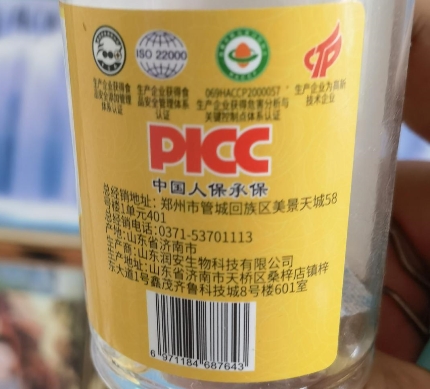 ISO 22000
生产企业获得食
品安全管理体系
认证
069HACCP2000057
生产企业获得危害分析与
关键控制点体系认证
生产企业为高新
技术企业
PICC
中国人保承保
总经销地址:郑州市管城回族区美景天城58
号楼1单元401
总经销电话:0371-53701113
产地:山东省济南市
生产商:山东润安生物科技有限公司
生产地址:山东省济南市天桥区桑梓店镇梓
东大道1号鑫茂齐鲁科技城8号楼601室
6 971184 687643